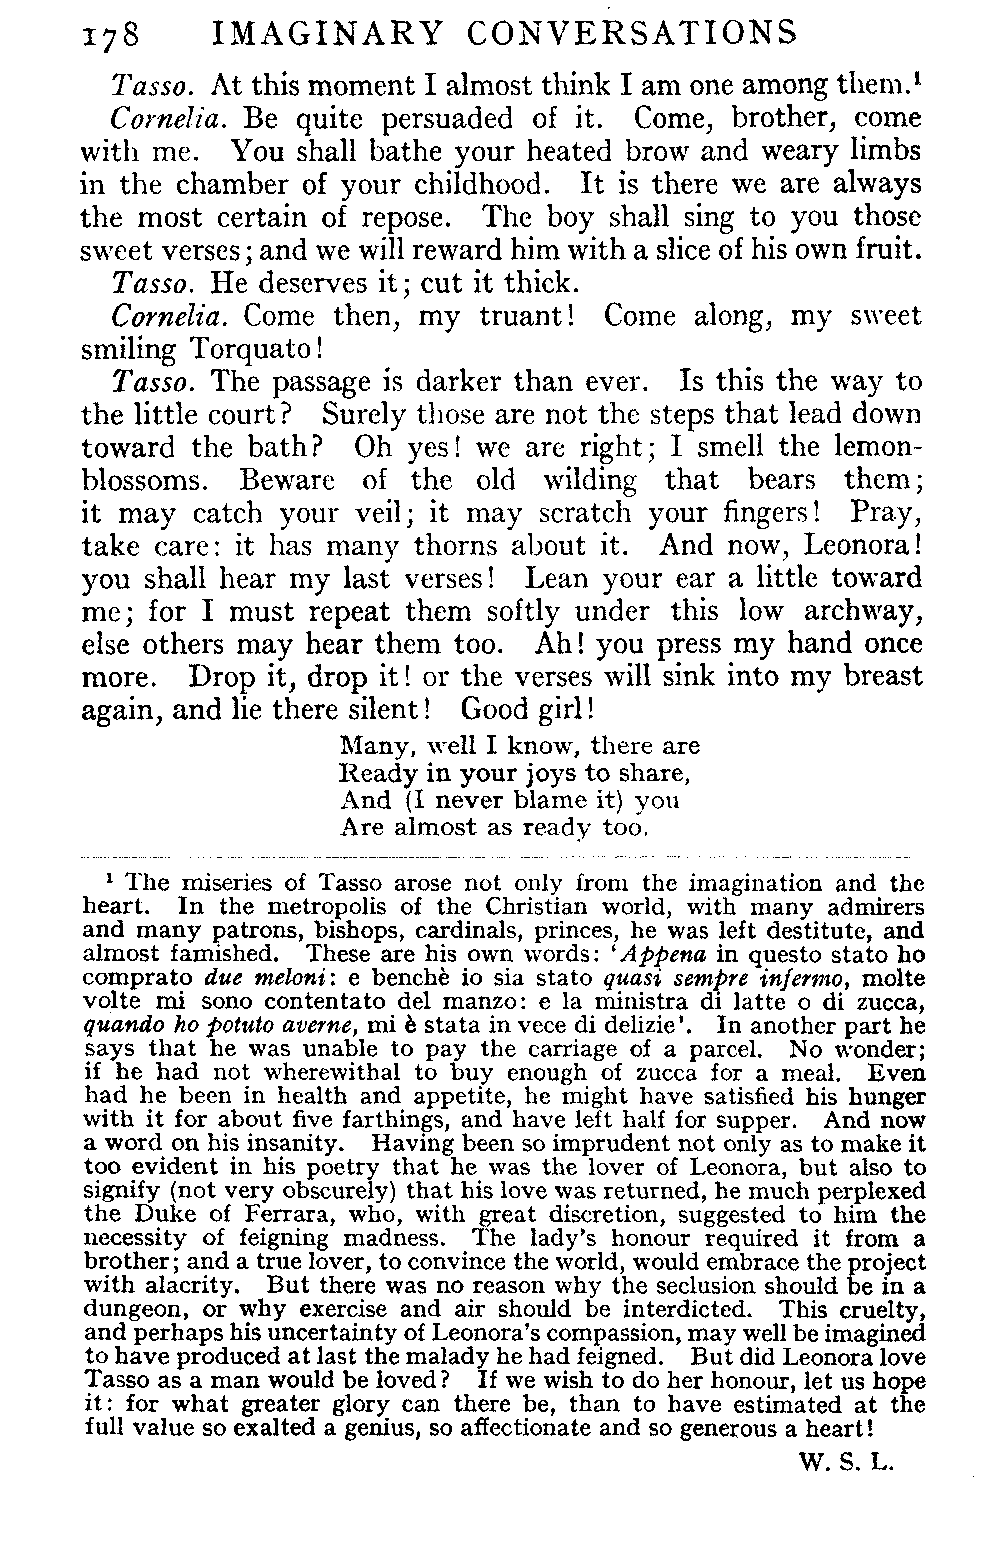 178 IMAGINARY CONVERSATIONS
Tasso. At this moment I almost think I am one among them.¹
Cornelia. Be quite persuaded of it. Come, brother, come
with me. You shall bathe your heated brow and weary limbs
in the chamber of your childhood. It is there we are always
the most certain of repose. The boy shall sing to you those
sweet verses; and we will reward him with a slice of his own fruit.
Tasso. He deserves it; cut it thick.
Cornelia. Come then, my truant! Come along, my sweet
smiling Torquato!
Tasso. The passage is darker than ever. Is this the way to
the little court? Surely those are not the steps that lead down
toward the bath? Oh yes! we are right; I smell the lemon-
blossoms. Beware of the old wilding that bears them;
it may catch your veil; it may scratch your fingers! Pray,
take care: it has many thorns about it. And now, Leonora!
you shall hear my last verses! Lean your ear a little toward
me; for I must repeat them softly under this low archway,
else others may hear them too. Ah! you press my hand once
more. Drop it, drop it! or the verses will sink into my breast
again, and lie there silent! Good girl!
Many, well I know, there are
Ready in your joys to share,
And (I never blame it) you
Are almost as ready too.
¹ The miseries of Tasso arose not only from the imagination and the
heart. In the metropolis of the Christian world, with many admirers
and many patrons, bishops, cardinals, princes, he was left destitute, and
almost famished. These are his own words: ‘Appena in questo stato ho
comprato due meloni: e benchè io sia stato quasi sempre infermo, molte
volte mi sono contentato del manzo: e la ministra di latte o di zucca,
quando ho potuto averne, mi è stata in vece di delizie’. In another part he
says that he was unable to pay the carriage of a parcel. No wonder;
if he had not wherewithal to buy enough of zucca for a meal. Even
had he been in health and appetite, he might have satisfied his hunger
with it for about five farthings, and have left half for supper. And now
a word on his insanity. Having been so imprudent not only as to make it
too evident in his poetry that he was the lover of Leonora, but also to
signify (not very obscurely) that his love was returned, he much perplexed
the Duke of Ferrara, who, with great discretion, suggested to him the
necessity of feigning madness. The lady's honour required it from a
brother; and a true lover, to convince the world, would embrace the project
with alacrity. But there was no reason why the seclusion should be in a
dungeon, or why exercise and air should be interdicted. This cruelty,
and perhaps his uncertainty of Leonora's compassion, may well be imagined
to have produced at last the malady he had feigned. But did Leonora love
Tasso as a man would be loved? If we wish to do her honour, let us hope
it: for what greater glory can there be, than to have estimated at the
full value so exalted a genius, so affectionate and so generous a heart!
W. S. L.